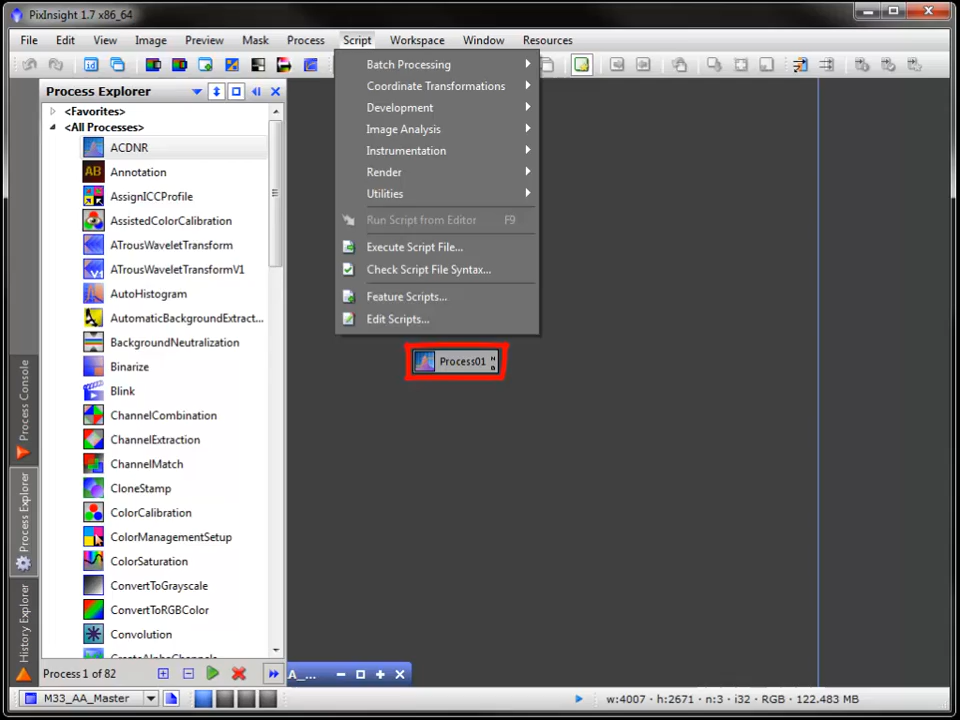 PixInsight 1.7 x86_64
File Edit View Image Preview Mask Process Script Workspace Window Resources
Process Explorer
<Favorites>
<All Processes>
ACDNR
AB Annotation
AssignICCProfile
AssistedColorCalibration
ATrousWaveletTransform
ATrousWaveletTransformV1
AutoHistogram
AutomaticBackgroundExtract...
BackgroundNeutralization
Binarize
Blink
ChannelCombination
ChannelExtraction
ChannelMatch
CloneStamp
ColorCalibration
ColorManagementSetup
ColorSaturation
ConvertToGrayscale
ConvertToRGBColor
Convolution
CreateAlphaChannels
Process 1 of 82
Process Console
Process Explorer
History Explorer
Batch Processing
Coordinate Transformations
Development
Image Analysis
Instrumentation
Render
Utilities
Run Script from Editor F9
Execute Script File...
Check Script File Syntax...
Feature Scripts...
Edit Scripts...
Process01 N D
A_...
M33_AA_Master
w:4007 · h:2671 · n:3 · i32 · RGB · 122.483 MB